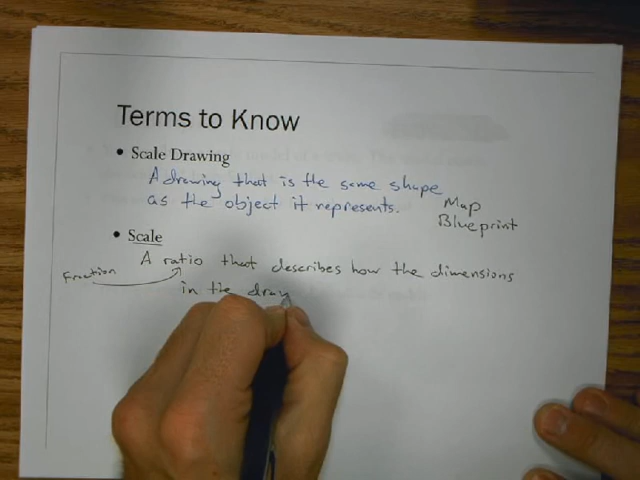 Terms to Know
• Scale Drawing
A drawing that is the same shape
as the object it represents.
Map
Blueprint
• Scale
A ratio that describes how the dimensions
Fraction
in the draw